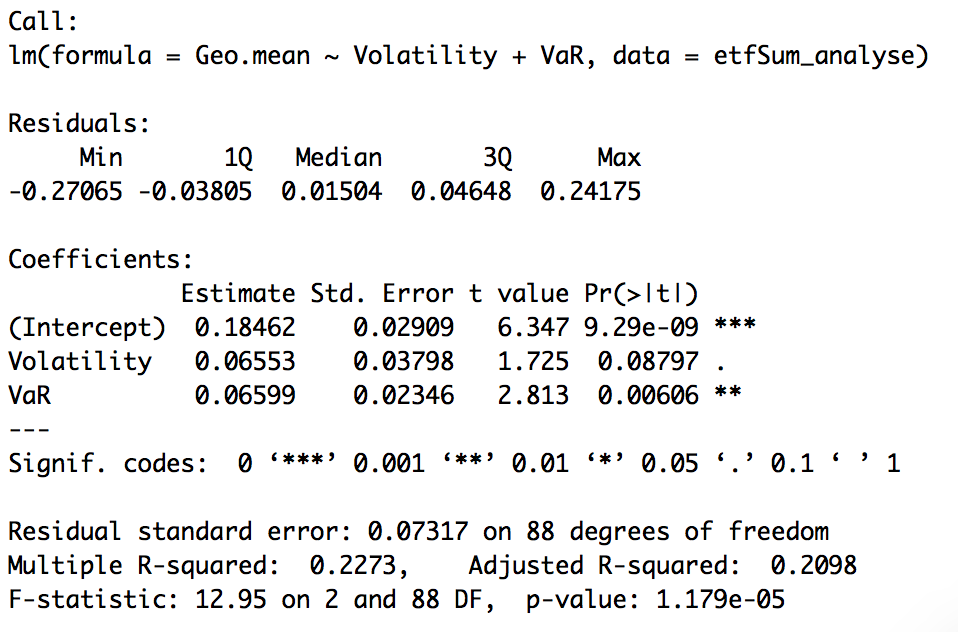 Call:
lm(formula = Geo.mean ~ Volatility + VaR, data = etfSum_analyse)
Residuals:
Min 1Q Median 3Q Max
-0.27065 -0.03805 0.01504 0.04648 0.24175
Coefficients:
Estimate Std. Error t value Pr(>|t|)
(Intercept) 0.18462 0.02909 6.347 9.29e-09 ***
Volatility 0.06553 0.03798 1.725 0.08797 .
VaR 0.06599 0.02346 2.813 0.00606 **
---
Signif. codes: 0 ‘***’ 0.001 ‘**’ 0.01 ‘*’ 0.05 ‘.’ 0.1 ‘ ’ 1
Residual standard error: 0.07317 on 88 degrees of freedom
Multiple R-squared: 0.2273, Adjusted R-squared: 0.2098
F-statistic: 12.95 on 2 and 88 DF, p-value: 1.179e-05